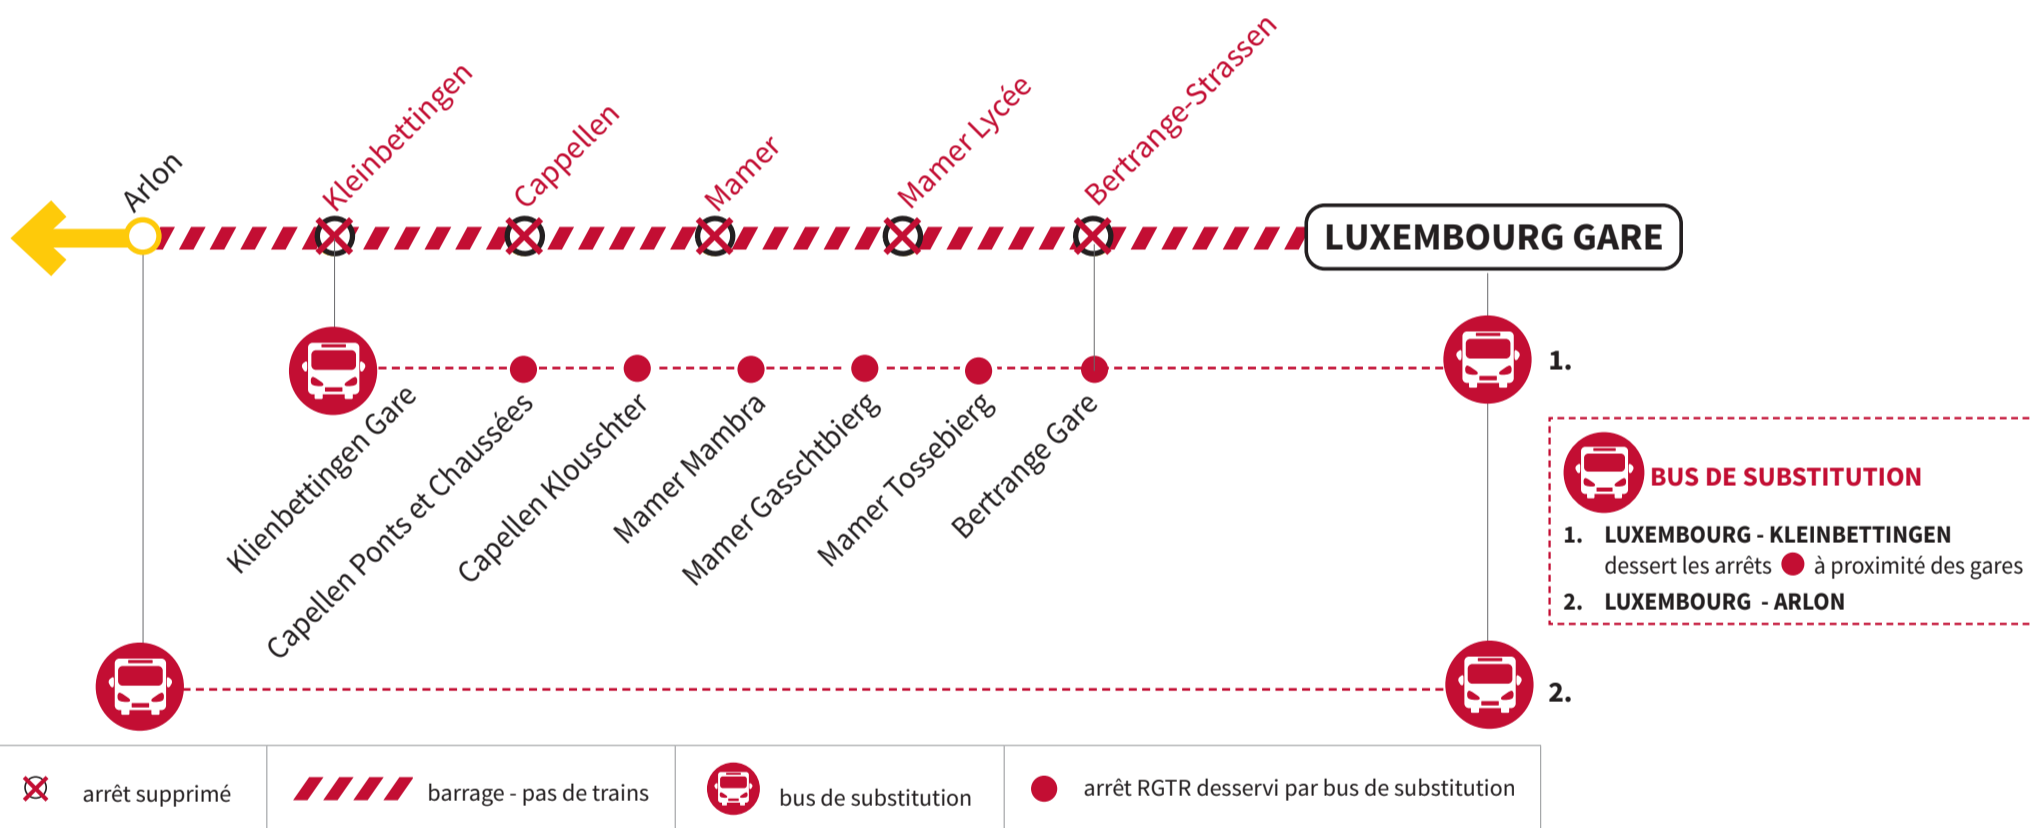 Arlon
Kleinbettingen
Cappellen
Mamer
Mamer Lycée
Bertrange-Strassen
LUXEMBOURG GARE
1.
Klienbettingen Gare
Capellen Ponts et Chaussées
Capellen Klouschter
Mamer Mambra
Mamer Gasschtbierg
Mamer Tossebierg
Bertrange Gare
BUS DE SUBSTITUTION
1. LUXEMBOURG - KLEINBETTINGEN
dessert les arrêts à proximité des gares
2. LUXEMBOURG - ARLON
2.
arrêt supprimé
barrage - pas de trains
bus de substitution
arrêt RGTR desservi par bus de substitution